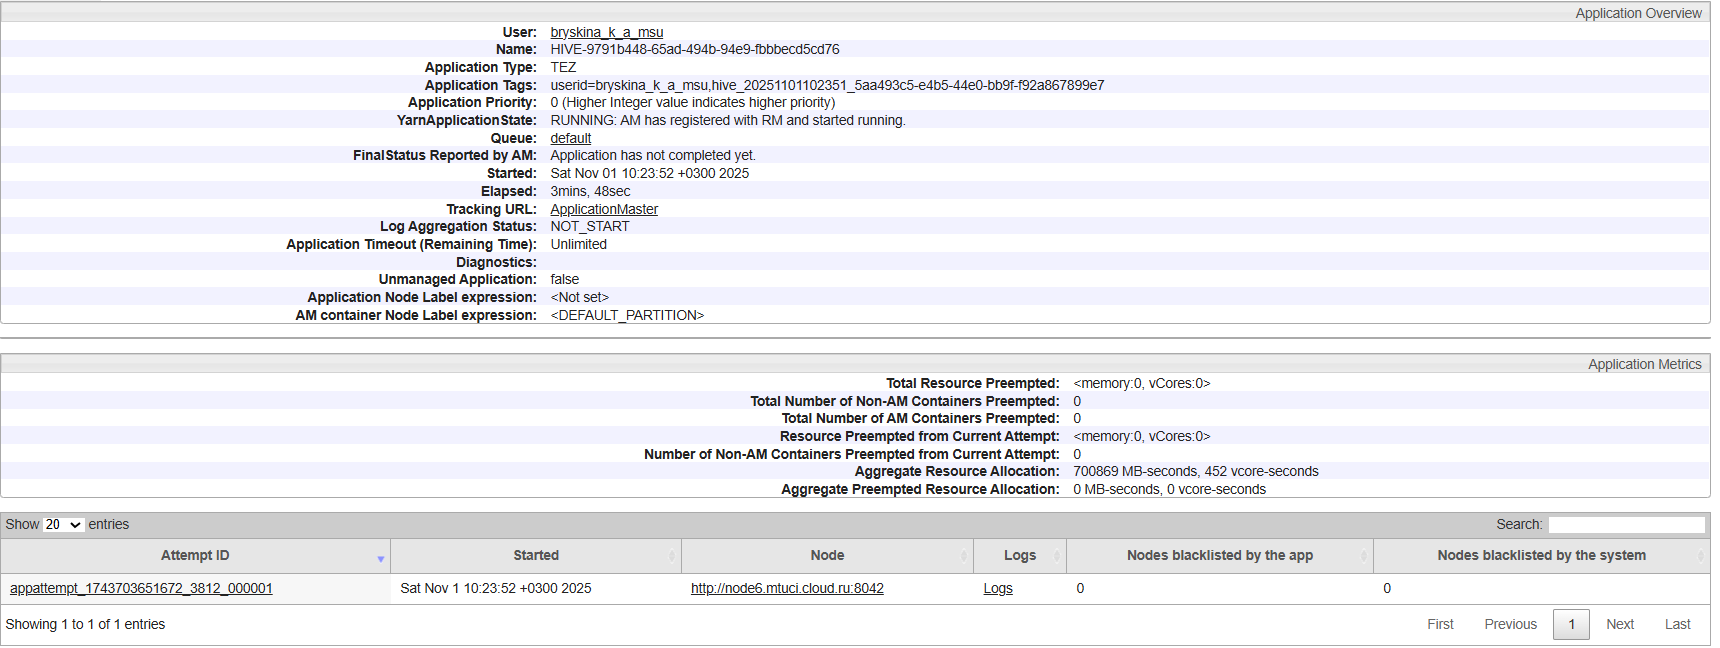 Application Overview
User: bryskina_k_a_msu
Name: HIVE-9791b448-65ad-494b-94e9-fbbbecd5cd76
Application Type: TEZ
Application Tags: userid=bryskina_k_a_msu,hive_20251101102351_5aa493c5-e4b5-44e0-bb9f-f92a867899e7
Application Priority: 0 (Higher Integer value indicates higher priority)
YarnApplicationState: RUNNING: AM has registered with RM and started running.
Queue: default
FinalStatus Reported by AM: Application has not completed yet.
Started: Sat Nov 01 10:23:52 +0300 2025
Elapsed: 3mins, 48sec
Tracking URL: ApplicationMaster
Log Aggregation Status: NOT_START
Application Timeout (Remaining Time): Unlimited
Diagnostics:
Unmanaged Application: false
Application Node Label expression: <Not set>
AM container Node Label expression: <DEFAULT_PARTITION>
Application Metrics
Total Resource Preempted: <memory:0, vCores:0>
Total Number of Non-AM Containers Preempted: 0
Total Number of AM Containers Preempted: 0
Resource Preempted from Current Attempt: <memory:0, vCores:0>
Number of Non-AM Containers Preempted from Current Attempt: 0
Aggregate Resource Allocation: 700869 MB-seconds, 452 vcore-seconds
Aggregate Preempted Resource Allocation: 0 MB-seconds, 0 vcore-seconds
Show 20 entries Search:
Attempt ID Started Node Logs Nodes blacklisted by the app Nodes blacklisted by the system
appattempt_1743703651672_3812_000001 Sat Nov 1 10:23:52 +0300 2025 http://node6.mtuci.cloud.ru:8042 Logs 0 0
Showing 1 to 1 of 1 entries First Previous 1 Next Last